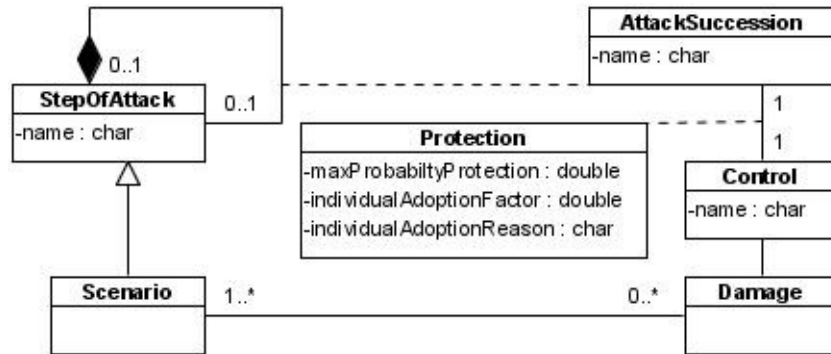 AttackSuccession
-name : char
0..1
StepOfAttack
-name : char
0..1
1
1
Protection
-maxProbabiltyProtection : double
-individualAdoptionFactor : double
-individualAdoptionReason : char
Control
-name : char
Scenario
1..*
0..*
Damage